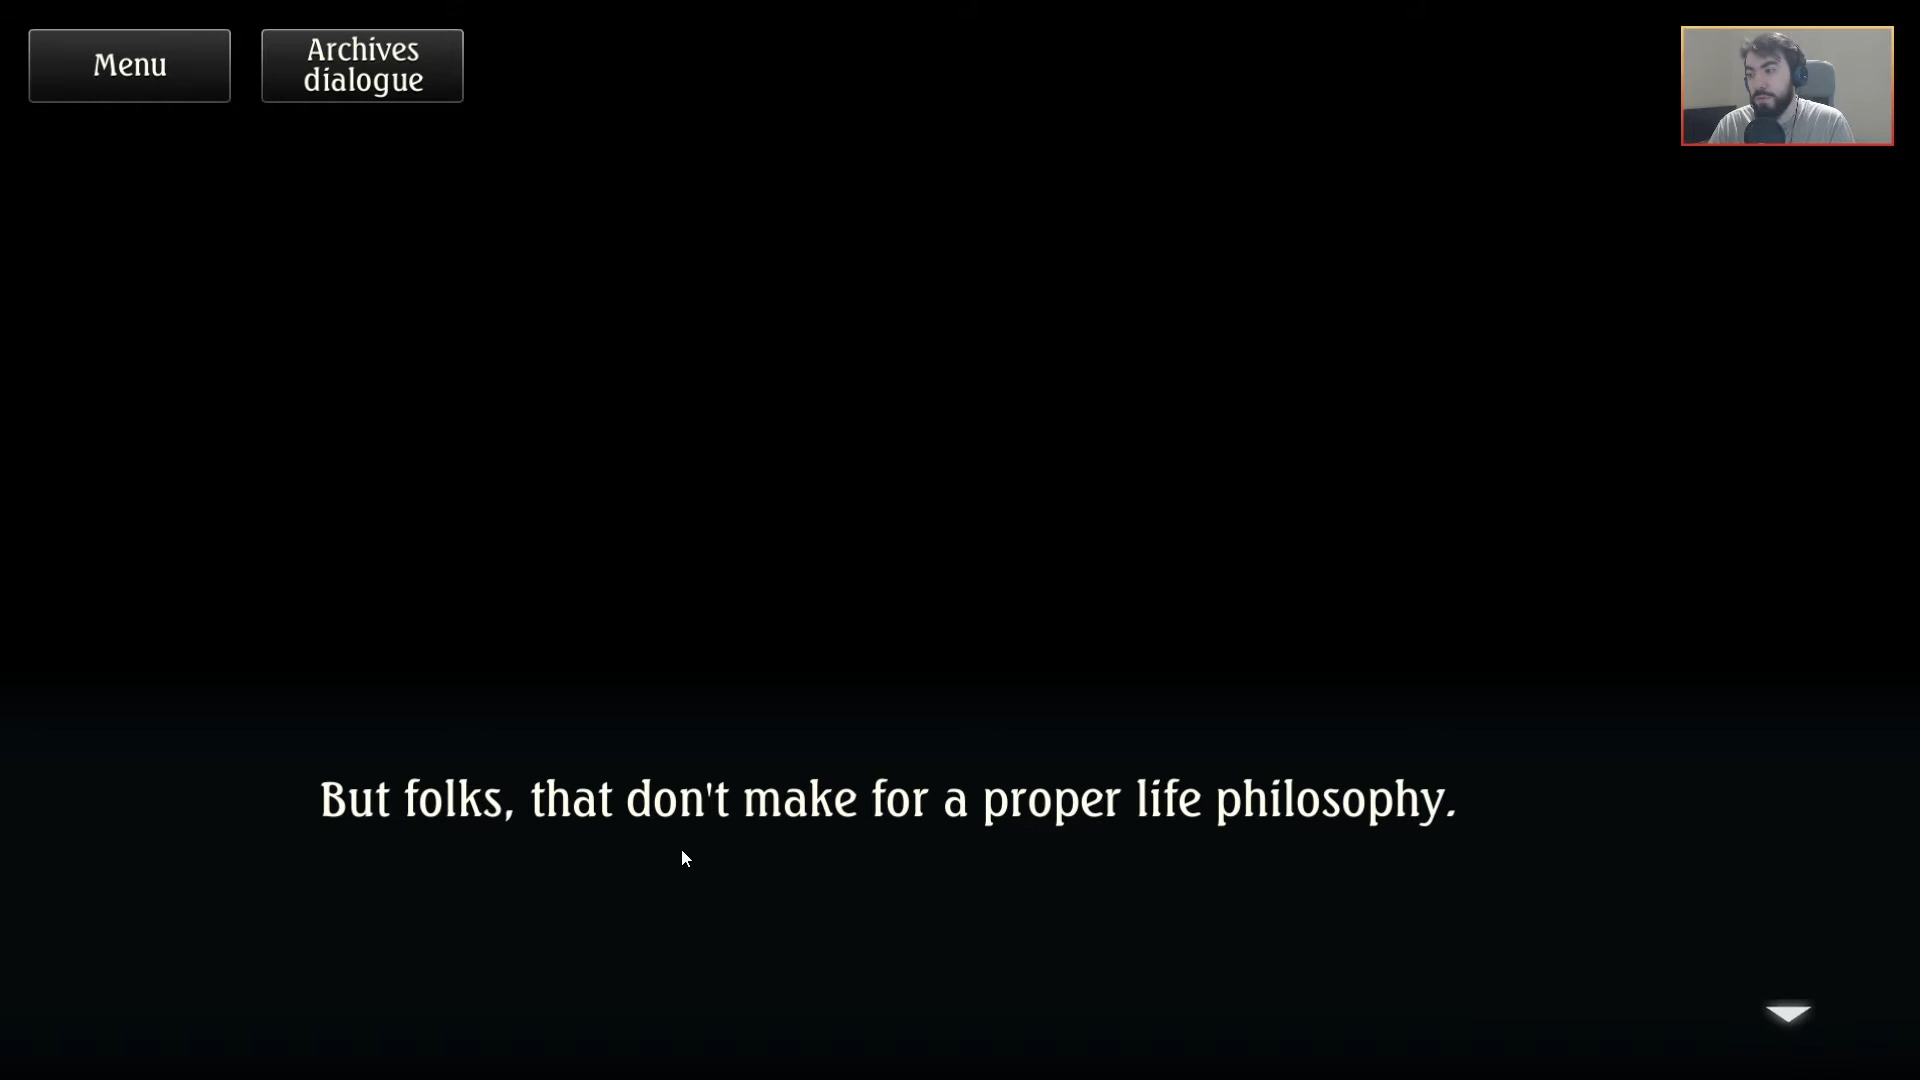 Menu
Archives
dialogue
But folks, that don't make for a proper life philosophy.